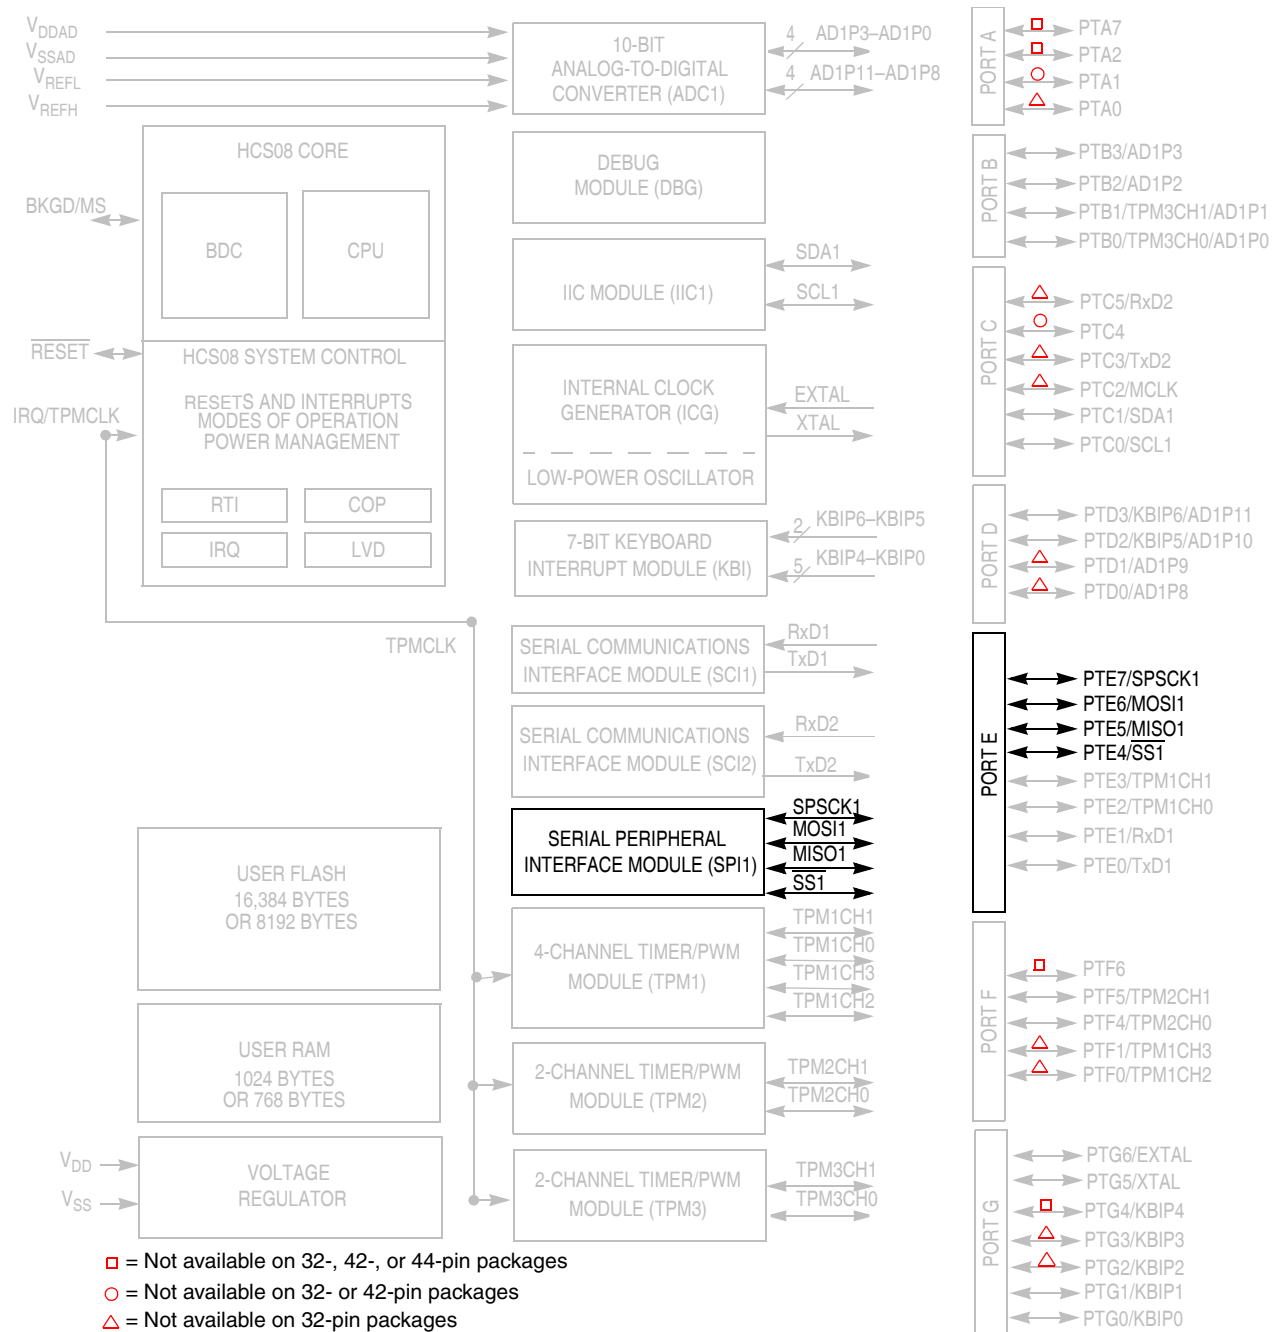 VDDAD
VSSAD
VREFL
VREFH
10-BIT
ANALOG-TO-DIGITAL
CONVERTER (ADC1)
4 AD1P3–AD1P0
4 AD1P11–AD1P8
HCS08 CORE
BDC
CPU
BKGD/MS
RESET
HCS08 SYSTEM CONTROL
RESETS AND INTERRUPTS
MODES OF OPERATION
POWER MANAGEMENT
IRQ/TPMCLK
RTI
COP
IRQ
LVD
TPMCLK
DEBUG
MODULE (DBG)
IIC MODULE (IIC1)
SDA1
SCL1
INTERNAL CLOCK
GENERATOR (ICG)
LOW-POWER OSCILLATOR
EXTAL
XTAL
7-BIT KEYBOARD
INTERRUPT MODULE (KBI)
2 KBIP6–KBIP5
5 KBIP4–KBIP0
SERIAL COMMUNICATIONS
INTERFACE MODULE (SCI1)
RxD1
TxD1
SERIAL COMMUNICATIONS
INTERFACE MODULE (SCI2)
RxD2
TxD2
SERIAL PERIPHERAL
INTERFACE MODULE (SPI1)
SPSCK1
MOSI1
MISO1
SS1
4-CHANNEL TIMER/PWM
MODULE (TPM1)
TPM1CH1
TPM1CH0
TPM1CH3
TPM1CH2
2-CHANNEL TIMER/PWM
MODULE (TPM2)
TPM2CH1
TPM2CH0
2-CHANNEL TIMER/PWM
MODULE (TPM3)
TPM3CH1
TPM3CH0
USER FLASH
16,384 BYTES
OR 8192 BYTES
USER RAM
1024 BYTES
OR 768 BYTES
VDD
VSS
VOLTAGE
REGULATOR
PORT A
PTA7
PTA2
PTA1
PTA0
PORT B
PTB3/AD1P3
PTB2/AD1P2
PTB1/TPM3CH1/AD1P1
PTB0/TPM3CH0/AD1P0
PORT C
PTC5/RxD2
PTC4
PTC3/TxD2
PTC2/MCLK
PTC1/SDA1
PTC0/SCL1
PORT D
PTD3/KBIP6/AD1P11
PTD2/KBIP5/AD1P10
PTD1/AD1P9
PTD0/AD1P8
PORT E
PTE7/SPSCK1
PTE6/MOSI1
PTE5/MISO1
PTE4/SS1
PTE3/TPM1CH1
PTE2/TPM1CH0
PTE1/RxD1
PTE0/TxD1
PORT F
PTF6
PTF5/TPM2CH1
PTF4/TPM2CH0
PTF1/TPM1CH3
PTF0/TPM1CH2
PORT G
PTG6/EXTAL
PTG5/XTAL
PTG4/KBIP4
PTG3/KBIP3
PTG2/KBIP2
PTG1/KBIP1
PTG0/KBIP0
= Not available on 32-, 42-, or 44-pin packages
= Not available on 32- or 42-pin packages
= Not available on 32-pin packages